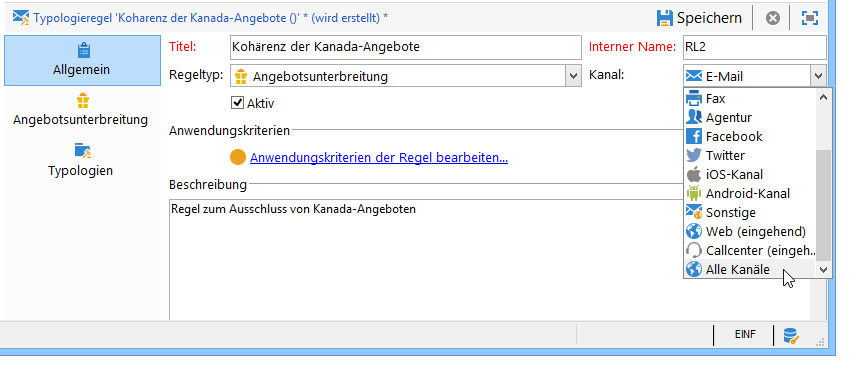 Typologieregel 'Koharenz der Kanada-Angebote ()' * (wird erstellt) *
Speichern
Allgemein
Angebotsunterbreitung
Typologien
Titel: Kohärenz der Kanada-Angebote Interner Name: RL2
Regeltyp: Angebotsunterbreitung Kanal: E-Mail
Aktiv
Anwendungskriterien
Anwendungskriterien der Regel bearbeiten...
Beschreibung
Regel zum Ausschluss von Kanada-Angeboten
Fax
Agentur
Facebook
Twitter
iOS-Kanal
Android-Kanal
Sonstige
Web (eingehend)
Callcenter (eingeh..
Alle Kanäle
EINF